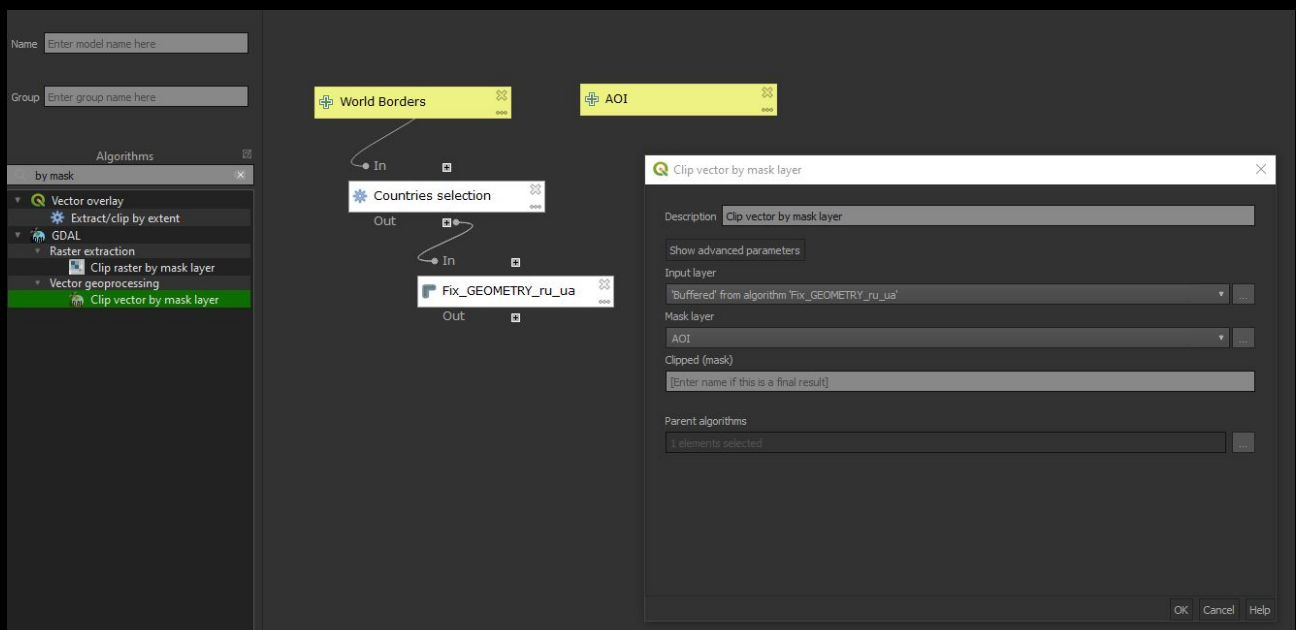 Name Enter model name here
Group Enter group name here
Algorithms
by mask
Vector overlay
Extract/clip by extent
GDAL
Raster extraction
Clip raster by mask layer
Vector geoprocessing
Clip vector by mask layer
World Borders
AOI
In
Countries selection
Out
In
Fix_GEOMETRY_ru_ua
Out
Clip vector by mask layer
Description Clip vector by mask layer
Show advanced parameters
Input layer
'Buffered' from algorithm 'Fix_GEOMETRY_ru_ua'
...
Mask layer
AOI
...
Clipped (mask)
[Enter name if this is a final result]
Parent algorithms
1 elements selected
...
OK Cancel Help